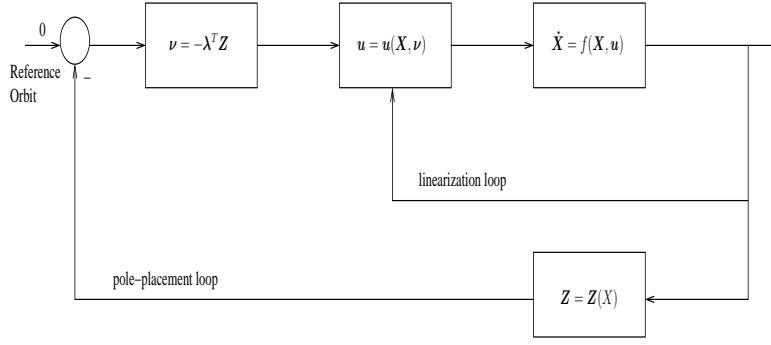 0
Reference
Orbit
−
ν = −λᵀZ
u = u(X, ν)
Ẋ = f(X, u)
linearization loop
pole−placement loop
Z = Z(X)